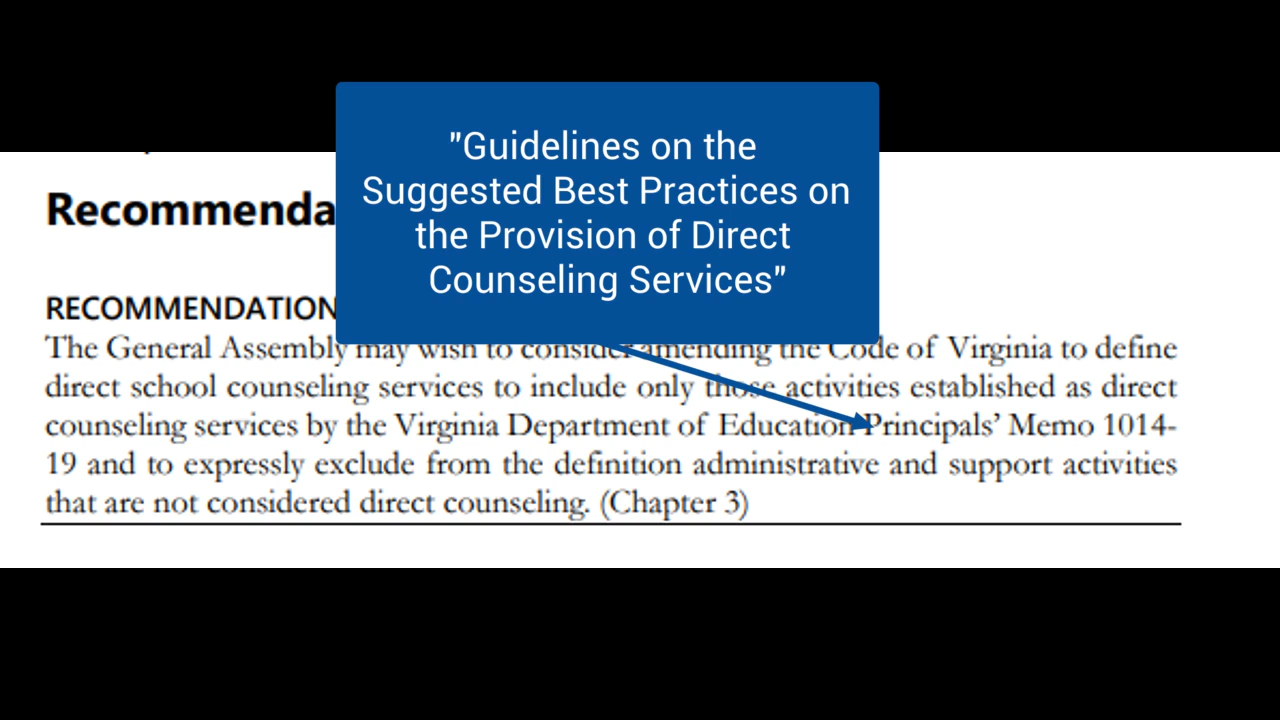 "Guidelines on the
Suggested Best Practices on
the Provision of Direct
Counseling Services"
Recommenda
RECOMMENDATION
The General Assembly may wish to consider amending the Code of Virginia to define
direct school counseling services to include only those activities established as direct
counseling services by the Virginia Department of Education Principals' Memo 1014-
19 and to expressly exclude from the definition administrative and support activities
that are not considered direct counseling. (Chapter 3)